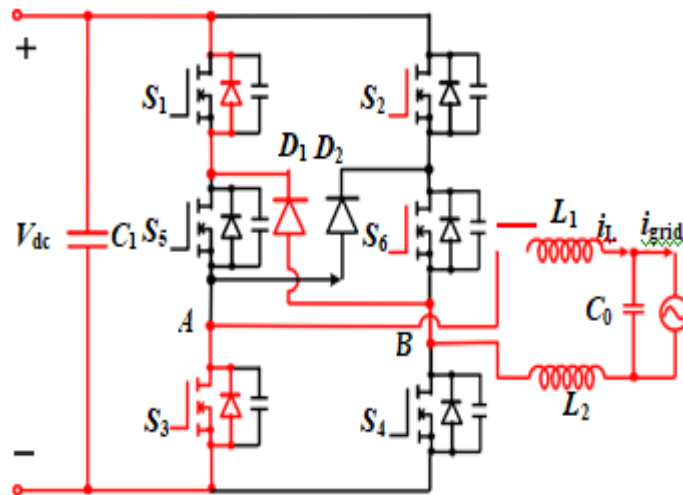 +
S1
S2
D1 D2
Vdc
C1
S5
S6
L1
iL
igrid
C0
A
B
L2
S3
S4
−